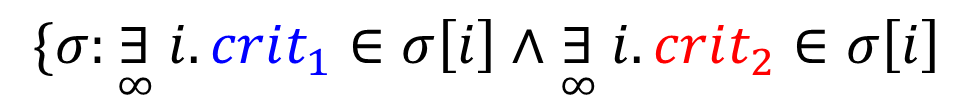 {σ: ∃∞ i. crit₁ ∈ σ[i] ∧ ∃∞ i. crit₂ ∈ σ[i]